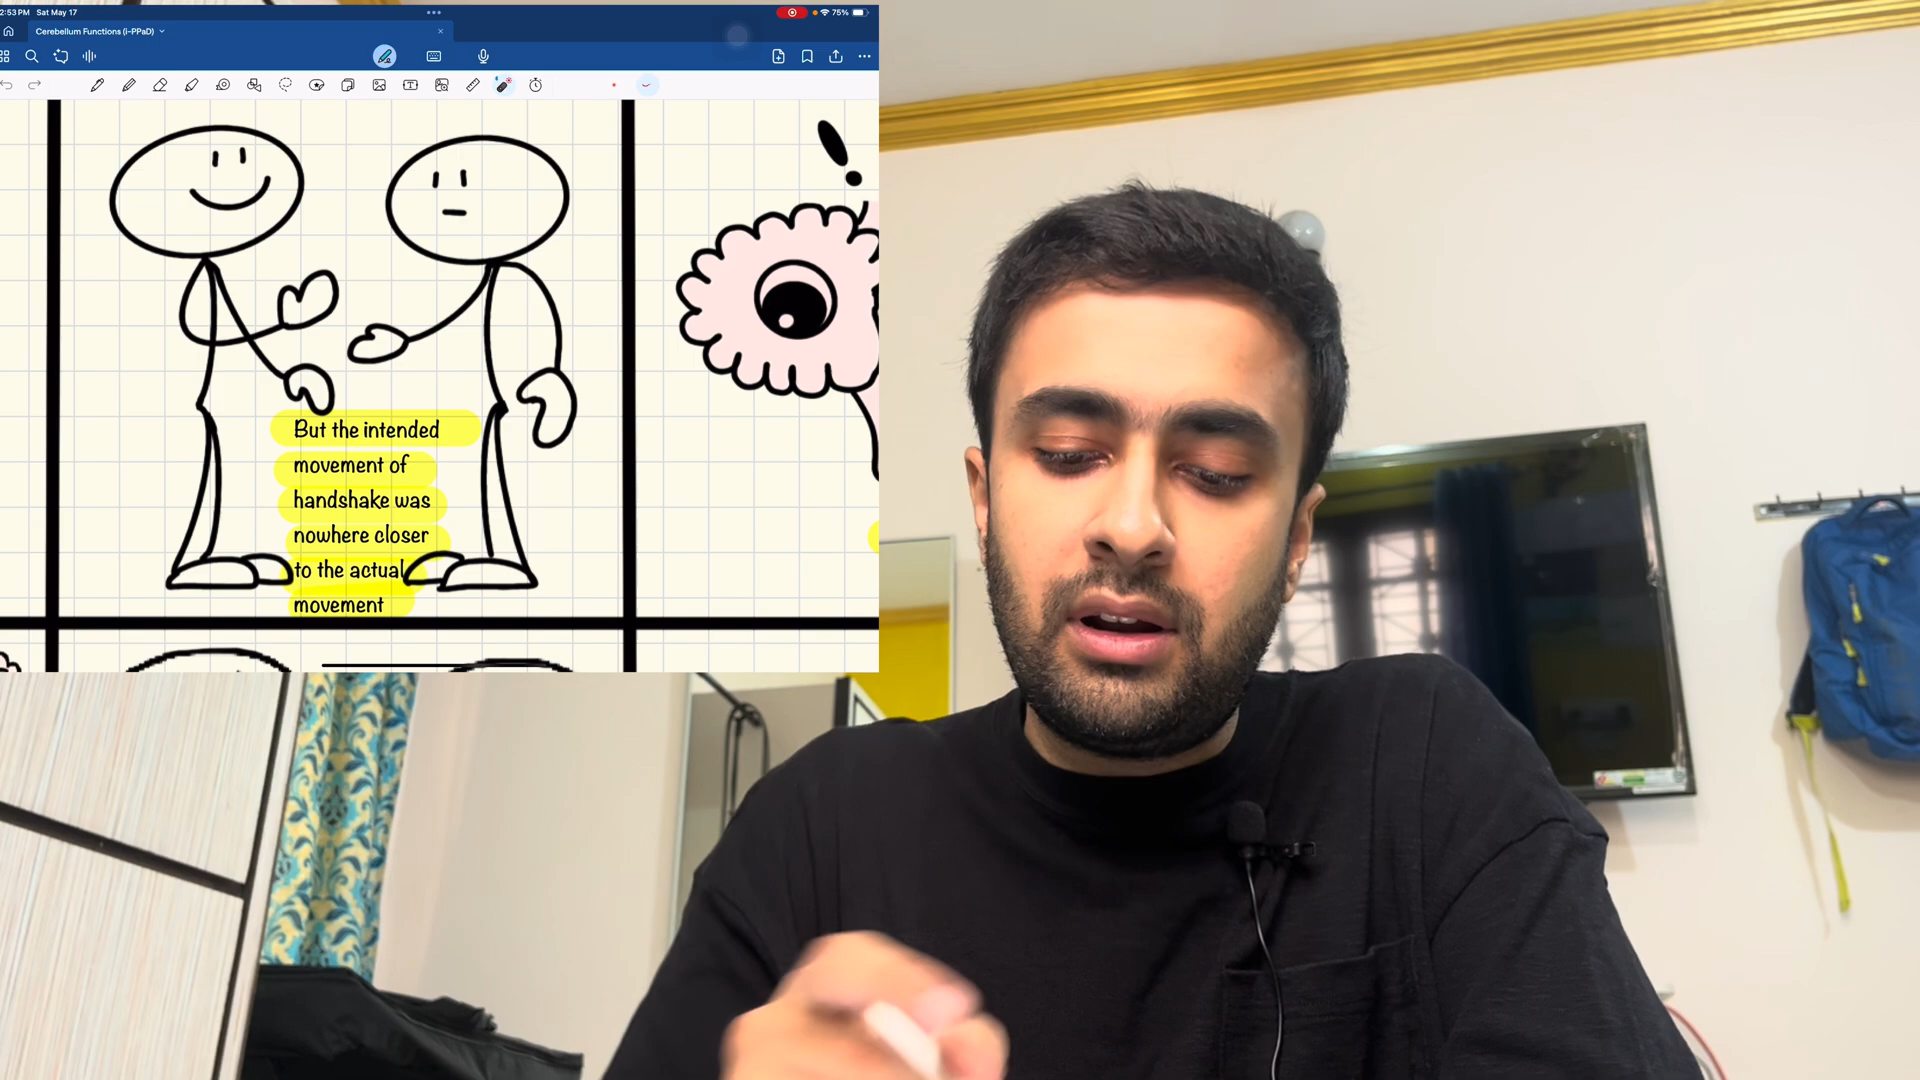 2:53 PM Sat May 17
75%
Cerebellum Functions (i-PPaD)
But the intended
movement of
handshake was
nowhere closer
to the actual
movement